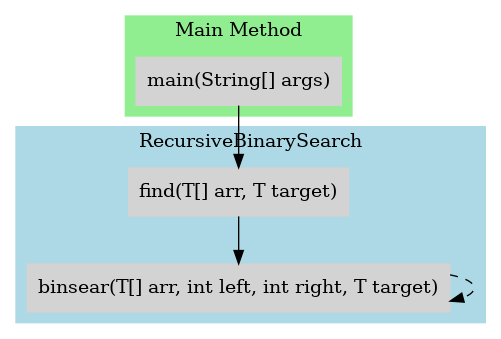 Main Method
main(String[] args)
RecursiveBinarySearch
find(T[] arr, T target)
binsear(T[] arr, int left, int right, T target)